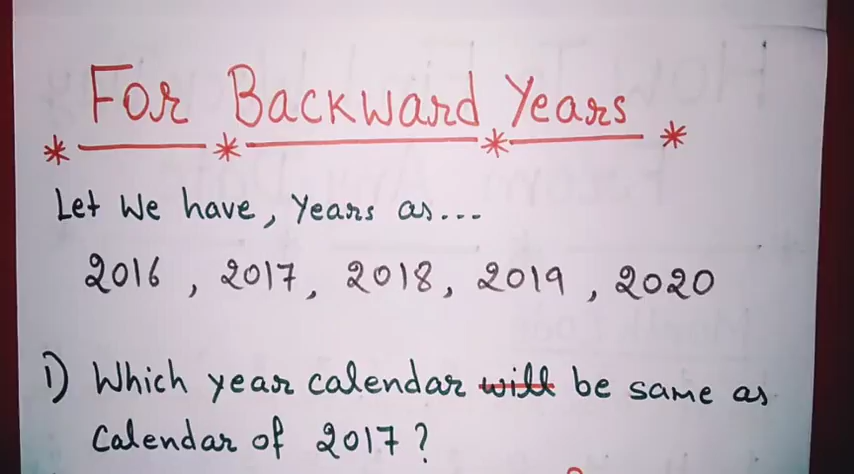 For Backward Years
Let We have, Years as...
2016 , 2017, 2018, 2019 , 2020
1) Which year calendar will be same as
Calendar of 2017?